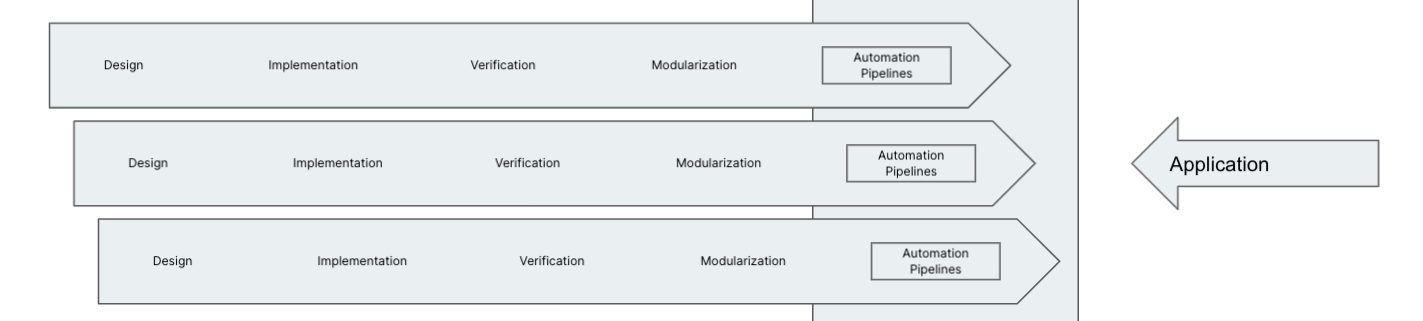 Design Implementation Verification Modularization Automation
Pipelines
Design Implementation Verification Modularization Automation
Pipelines
Application
Design Implementation Verification Modularization Automation
Pipelines